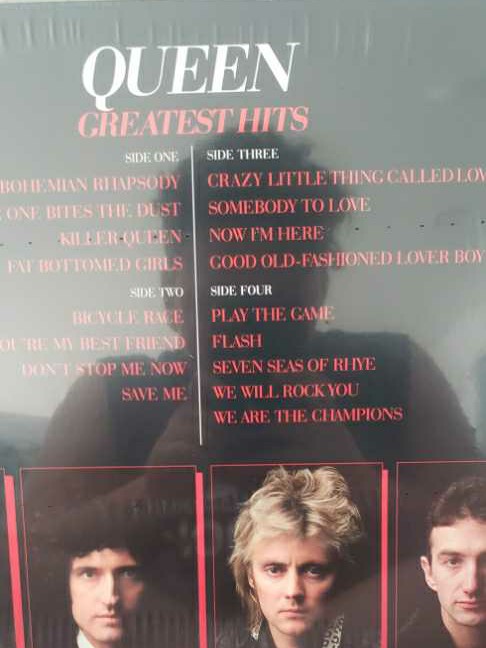 QUEEN
GREATEST HITS
SIDE ONE
BOHEMIAN RHAPSODY
ONE BITES THE DUST
KILLER QUEEN
FAT BOTTOMED GIRLS
SIDE TWO
BICYCLE RACE
OU'RE MY BEST FRIEND
DON'T STOP ME NOW
SAVE ME
SIDE THREE
CRAZY LITTLE THING CALLED LOV
SOMEBODY TO LOVE
NOW I'M HERE
GOOD OLD-FASHIONED LOVER BOY
SIDE FOUR
PLAY THE GAME
FLASH
SEVEN SEAS OF RHYE
WE WILL ROCK YOU
WE ARE THE CHAMPIONS